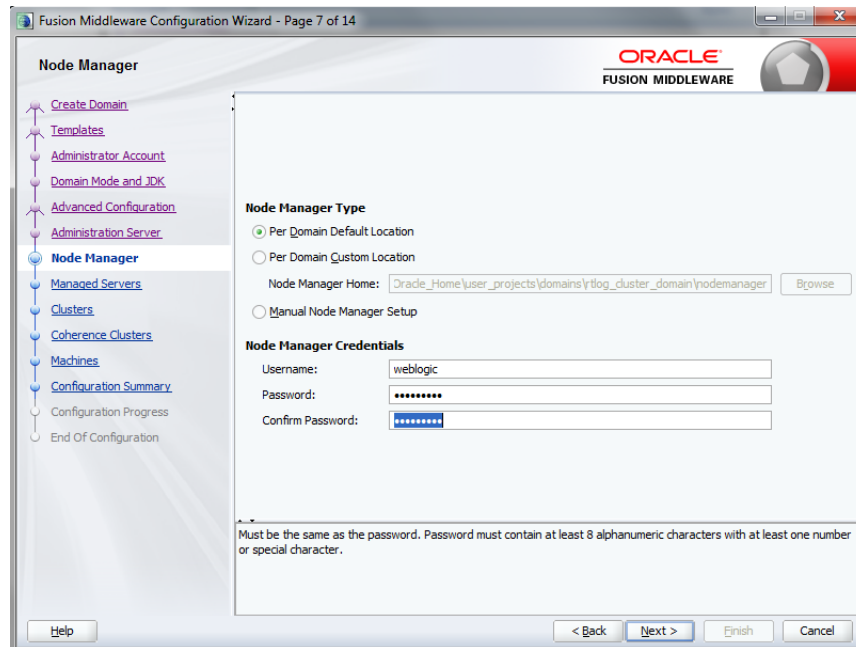 Fusion Middleware Configuration Wizard - Page 7 of 14
Node Manager
ORACLE
FUSION MIDDLEWARE
Create Domain
Templates
Administrator Account
Domain Mode and JDK
Advanced Configuration
Administration Server
Node Manager
Managed Servers
Clusters
Coherence Clusters
Machines
Configuration Summary
Configuration Progress
End Of Configuration
Node Manager Type
Per Domain Default Location
Per Domain Custom Location
Node Manager Home: Oracle_Home\user_projects\domains\rtlog_cluster_domain\nodemanager Browse
Manual Node Manager Setup
Node Manager Credentials
Username: weblogic
Password: •••••••••
Confirm Password: •••••••••
Must be the same as the password. Password must contain at least 8 alphanumeric characters with at least one number
or special character.
Help < Back Next > Finish Cancel